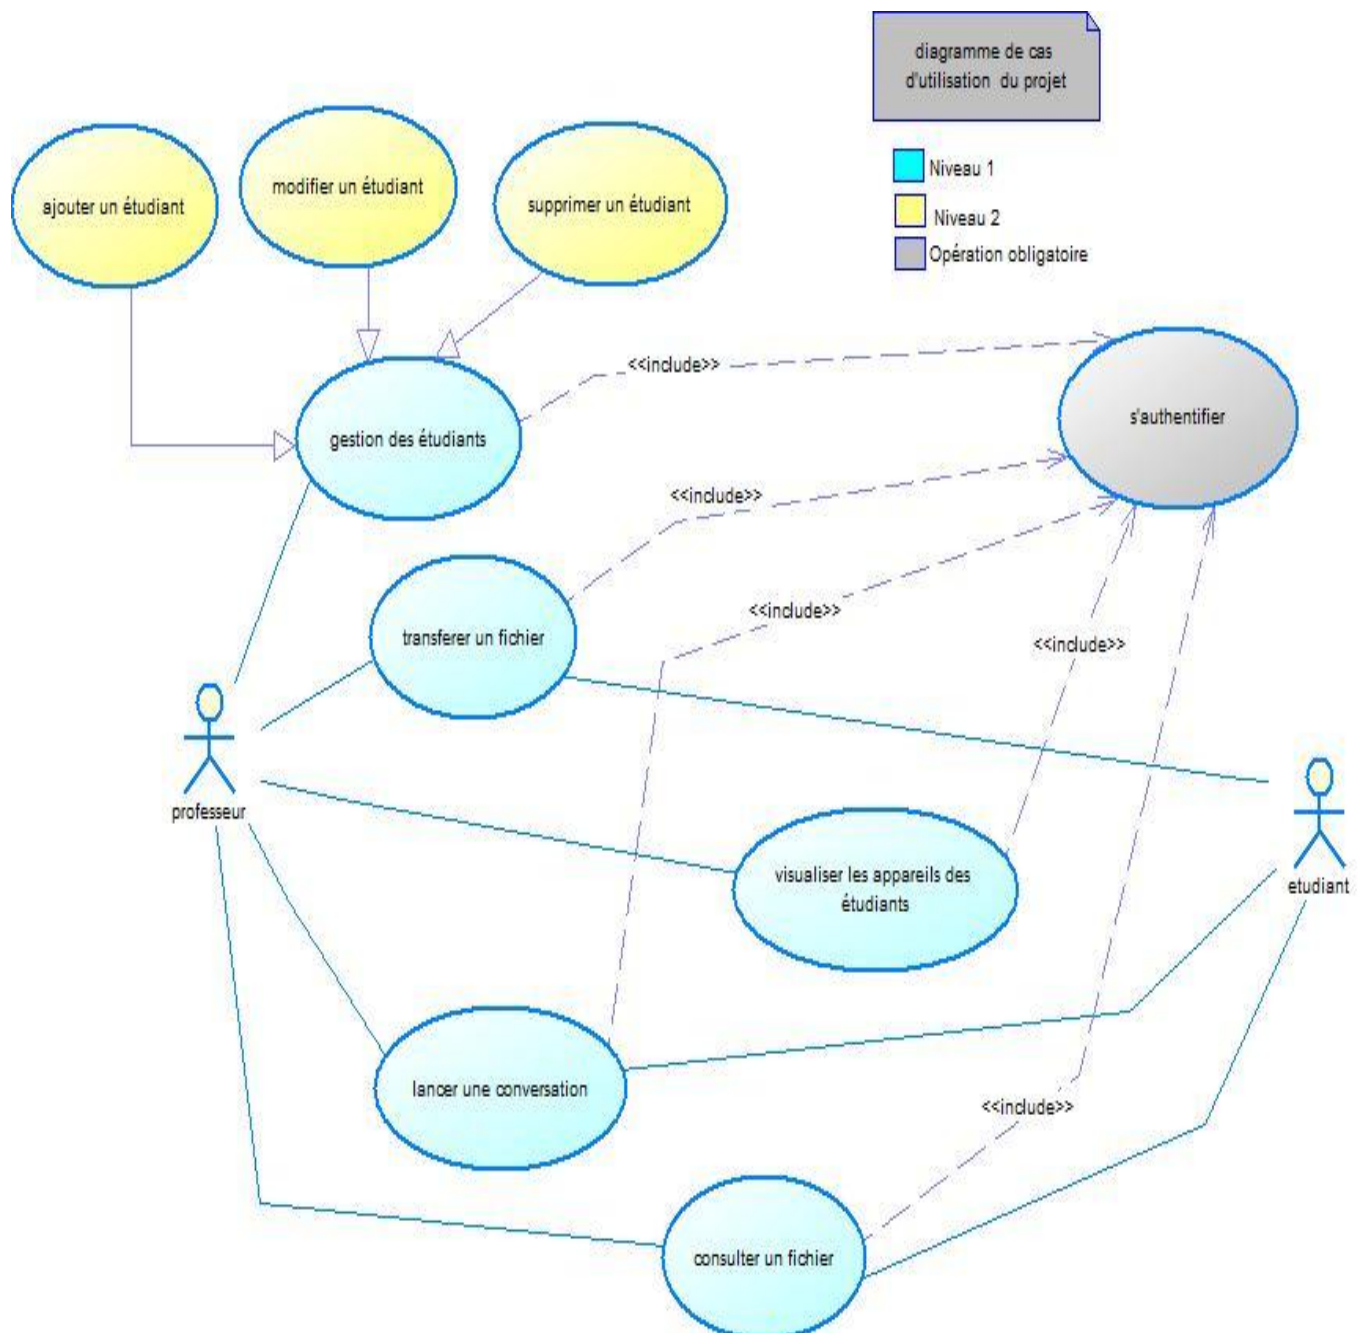 diagramme de cas
d'utilisation du projet
Niveau 1
Niveau 2
Opération obligatoire
ajouter un étudiant
modifier un étudiant
supprimer un étudiant
<<include>>
s'authentifier
gestion des étudiants
<<include>>
<<include>>
transferer un fichier
<<include>>
professeur
visualiser les appareils des
étudiants
etudiant
lancer une conversation
<<include>>
consulter un fichier